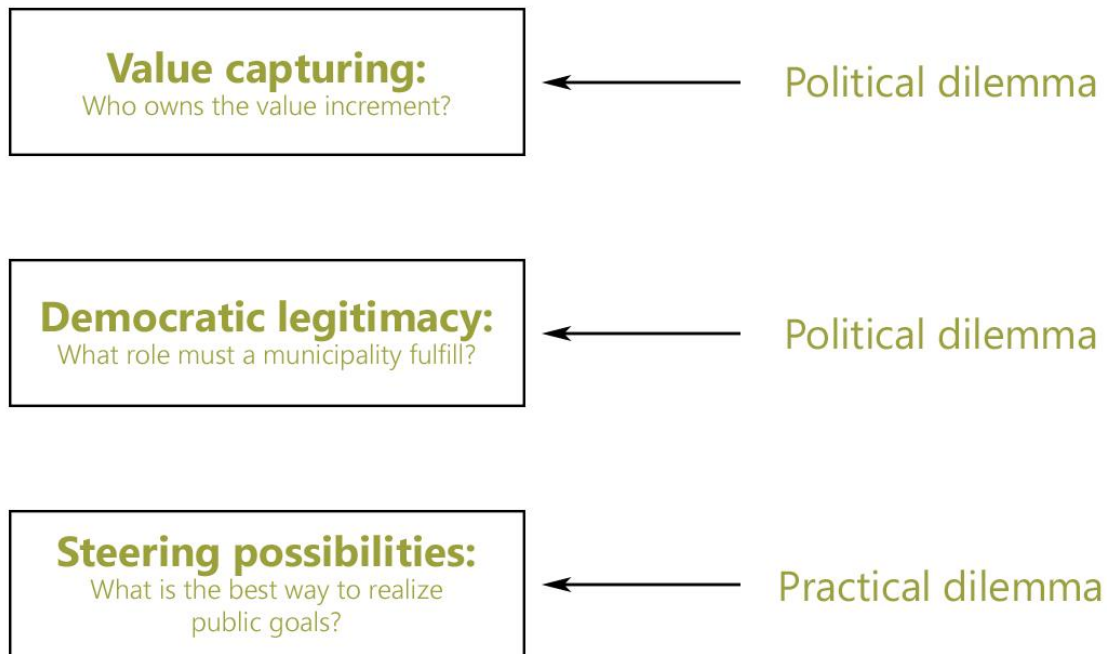 Value capturing:
Who owns the value increment?
Political dilemma
Democratic legitimacy:
What role must a municipality fulfill?
Political dilemma
Steering possibilities:
What is the best way to realize
public goals?
Practical dilemma